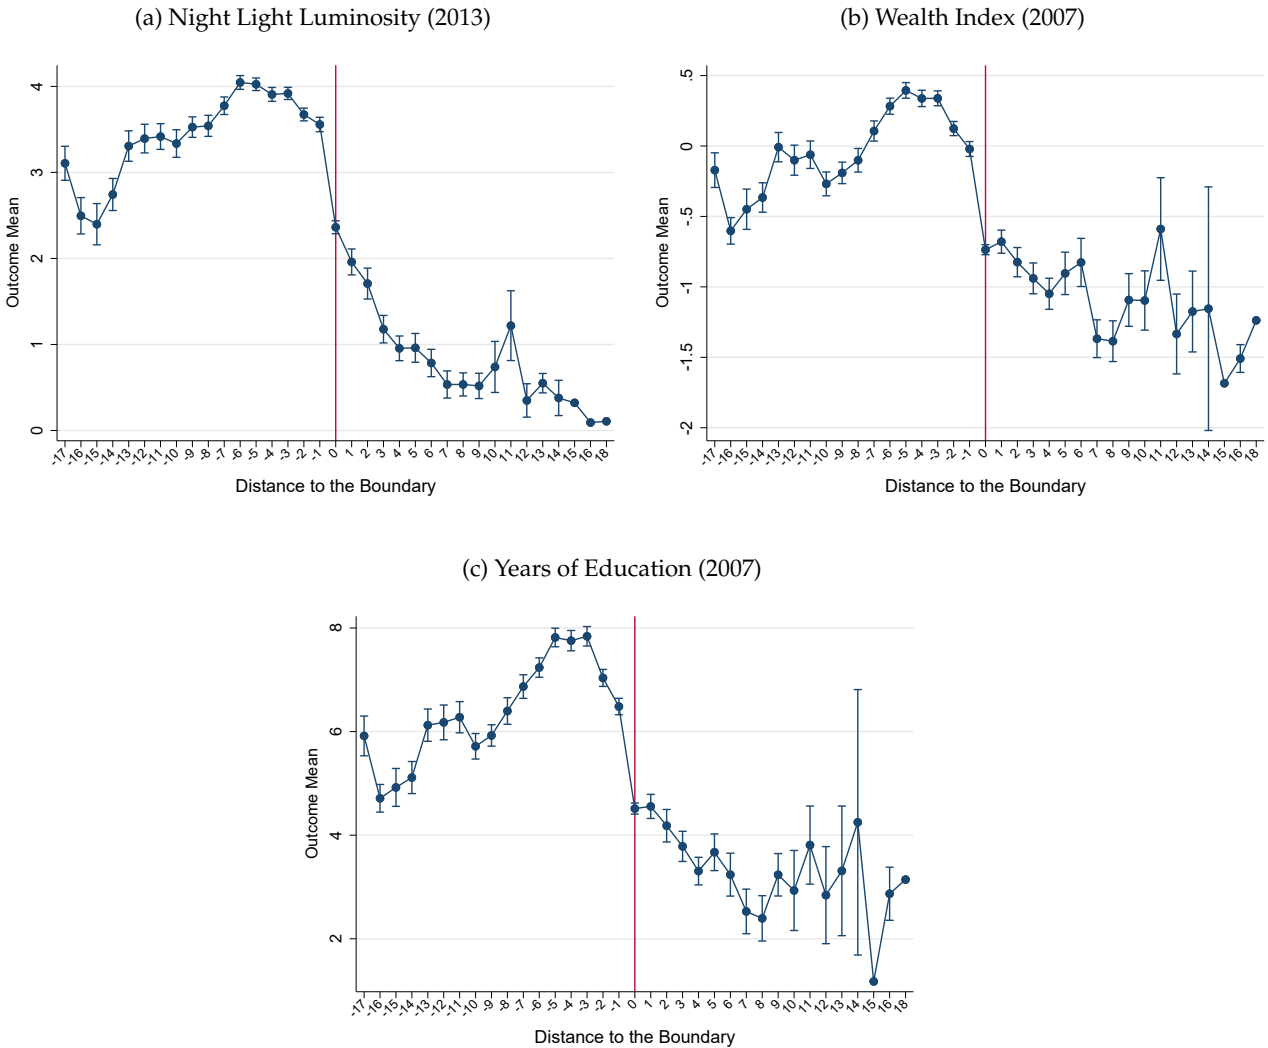 (a) Night Light Luminosity (2013)
4
3
2
1
0
Outcome Mean
-17 -16 -15 -14 -13 -12 -11 -10 -9 -8 -7 -6 -5 -4 -3 -2 -1 0 1 2 3 4 5 6 7 8 9 10 11 12 13 14 15 16 18
Distance to the Boundary
(b) Wealth Index (2007)
.5
0
-.5
-1
-1.5
-2
Outcome Mean
-17 -16 -15 -14 -13 -12 -11 -10 -9 -8 -7 -6 -5 -4 -3 -2 -1 0 1 2 3 4 5 6 7 8 9 10 11 12 13 14 15 16 18
Distance to the Boundary
(c) Years of Education (2007)
8
6
4
2
Outcome Mean
-17 -16 -15 -14 -13 -12 -11 -10 -9 -8 -7 -6 -5 -4 -3 -2 -1 0 1 2 3 4 5 6 7 8 9 10 11 12 13 14 15 16 18
Distance to the Boundary